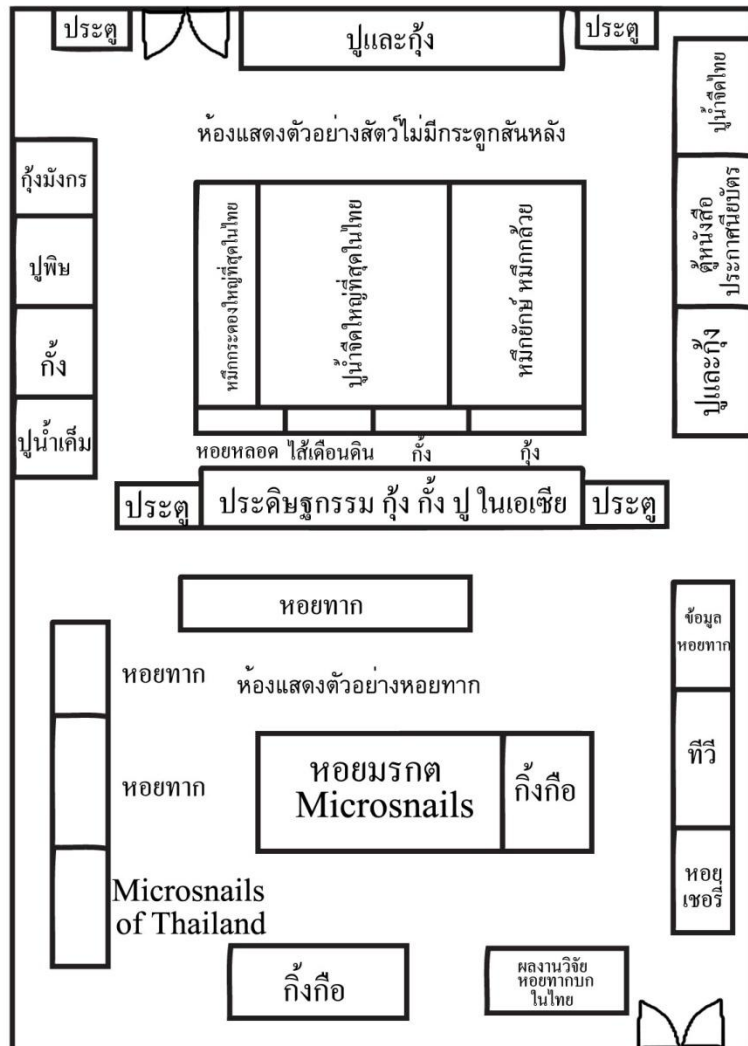 ประตู
ปูและกุ้ง
ประตู
ปูน้ำจืดไทย
ห้องแสดงตัวอย่างสัตว์ไม่มีกระดูกสันหลัง
กุ้งมังกร
ปูพิษ
กั้ง
ปูน้ำเค็ม
หมึกกระดองใหญ่ที่สุดในไทย
ปูน้ำจืดใหญ่ที่สุดในไทย
หมึกยักษ์ หมึกกล้วย
ตู้หนังสือ
ประกาศนียบัตร
ปูและกุ้ง
หอยหลอด
ไส้เดือนดิน
กั้ง
กุ้ง
ประตู
ประดิษฐกรรม กุ้ง กั้ง ปู ในเอเซีย
ประตู
หอยทาก
ข้อมูล
หอยทาก
หอยทาก
ห้องแสดงตัวอย่างหอยทาก
ทีวี
หอยทาก
หอยมรกต
Microsnails
กิ้งกือ
หอย
เชอรี่
Microsnails
of Thailand
กิ้งกือ
ผลงานวิจัย
หอยทากบก
ในไทย